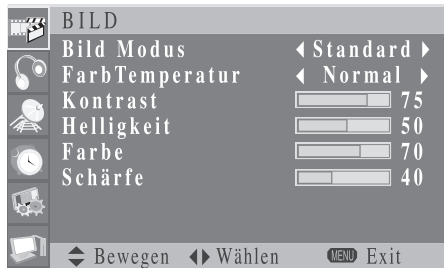 BILD
Bild Modus Standard
FarbTemperatur Normal
Kontrast 75
Helligkeit 50
Farbe 70
Schärfe 40
Bewegen Wählen MENU Exit